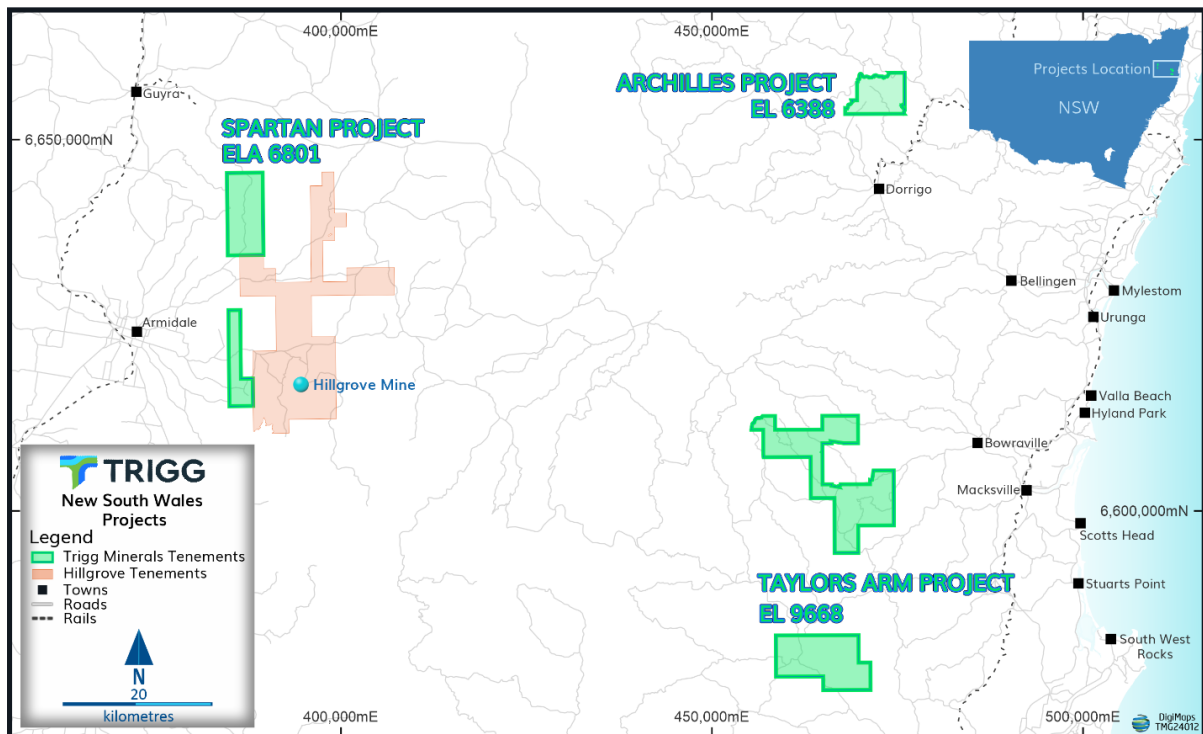 400,000mE
450,000mE
Guyra
ARCHILLES PROJECT
EL 6388
Projects Location
NSW
6,650,000mN
SPARTAN PROJECT
ELA 6801
Dorrigo
Bellingen
Mylestom
Urunga
Armidale
Hillgrove Mine
Valla Beach
Hyland Park
Bowraville
Macksville
6,600,000mN
Scotts Head
TAYLORS ARM PROJECT
EL 9668
Stuarts Point
South West
Rocks
TRIGG
New South Wales
Projects
Legend
Trigg Minerals Tenements
Hillgrove Tenements
Towns
Roads
Rails
N
20
kilometres
400,000mE
450,000mE
500,000mE
DigiMaps
TMG24012